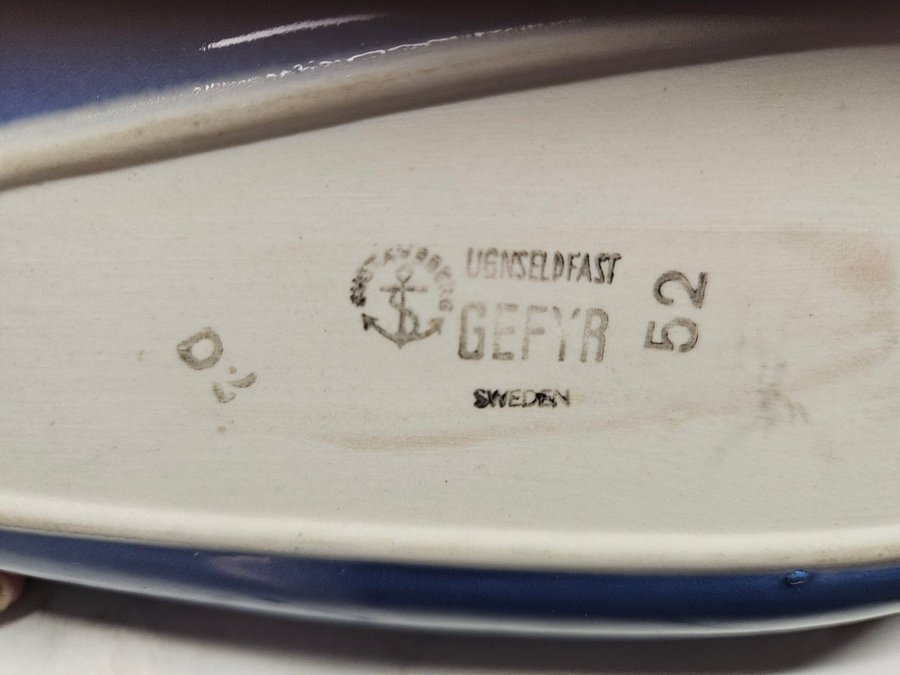 GUSTAVSBERG
UGNSELDFAST
GEFYR
SWEDEN
52
D